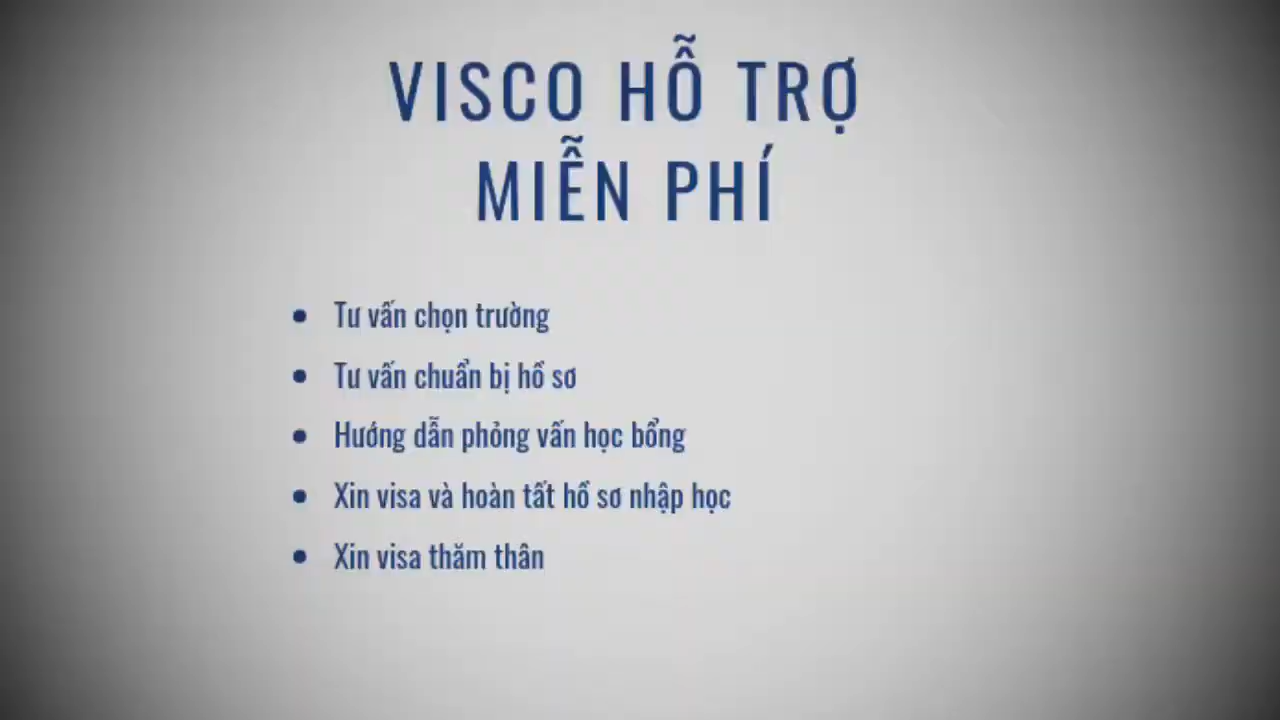 VISCO HỖ TRỢ
MIỄN PHÍ
• Tư vấn chọn trường
• Tư vấn chuẩn bị hồ sơ
• Hướng dẫn phỏng vấn học bổng
• Xin visa và hoàn tất hồ sơ nhập học
• Xin visa thăm thân